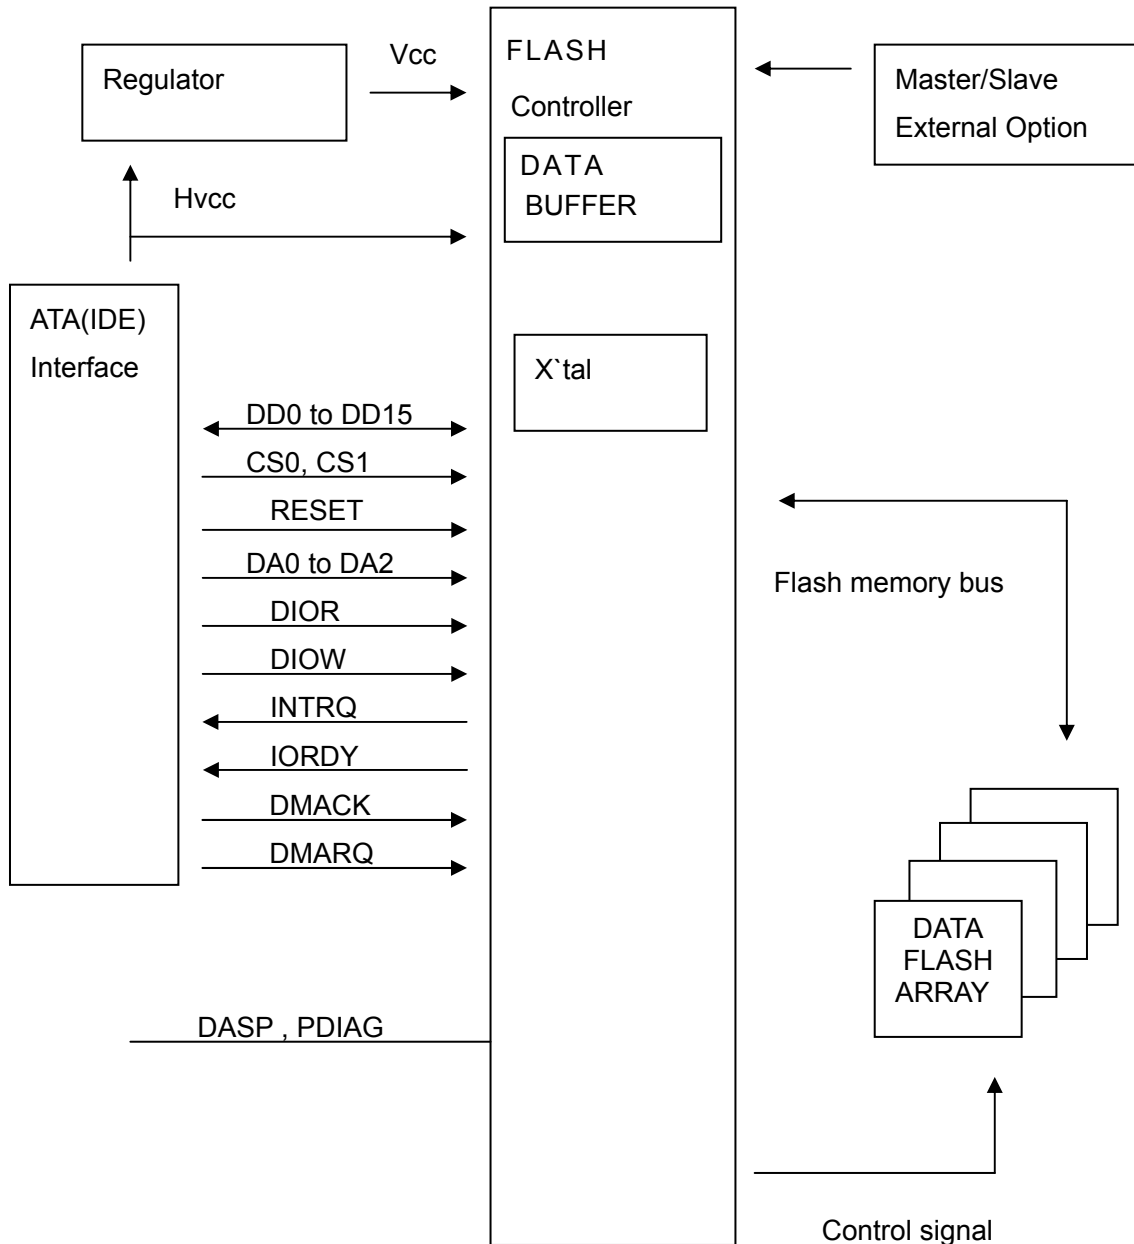 Regulator
Vcc
FLASH
Controller
Master/Slave
External Option
DATA
BUFFER
Hvcc
ATA(IDE)
Interface
X`tal
DD0 to DD15
CS0, CS1
RESET
DA0 to DA2
DIOR
DIOW
INTRQ
IORDY
DMACK
DMARQ
Flash memory bus
DATA
FLASH
ARRAY
DASP , PDIAG
Control signal